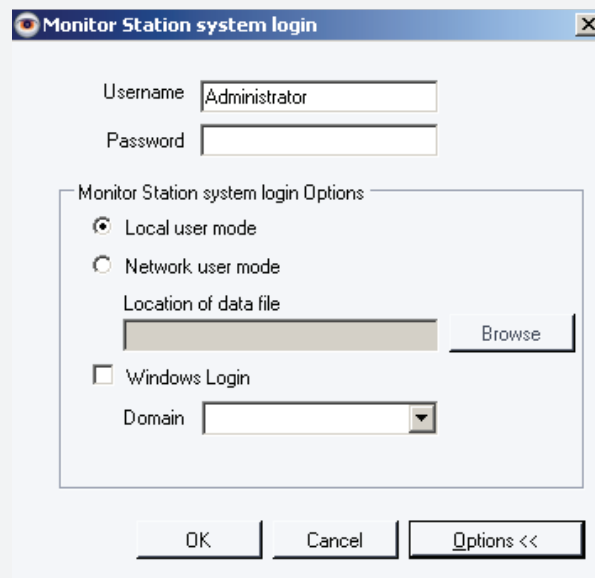 Monitor Station system login
Username Administrator
Password
Monitor Station system login Options
Local user mode
Network user mode
Location of data file
Browse
Windows Login
Domain
OK Cancel Options <<